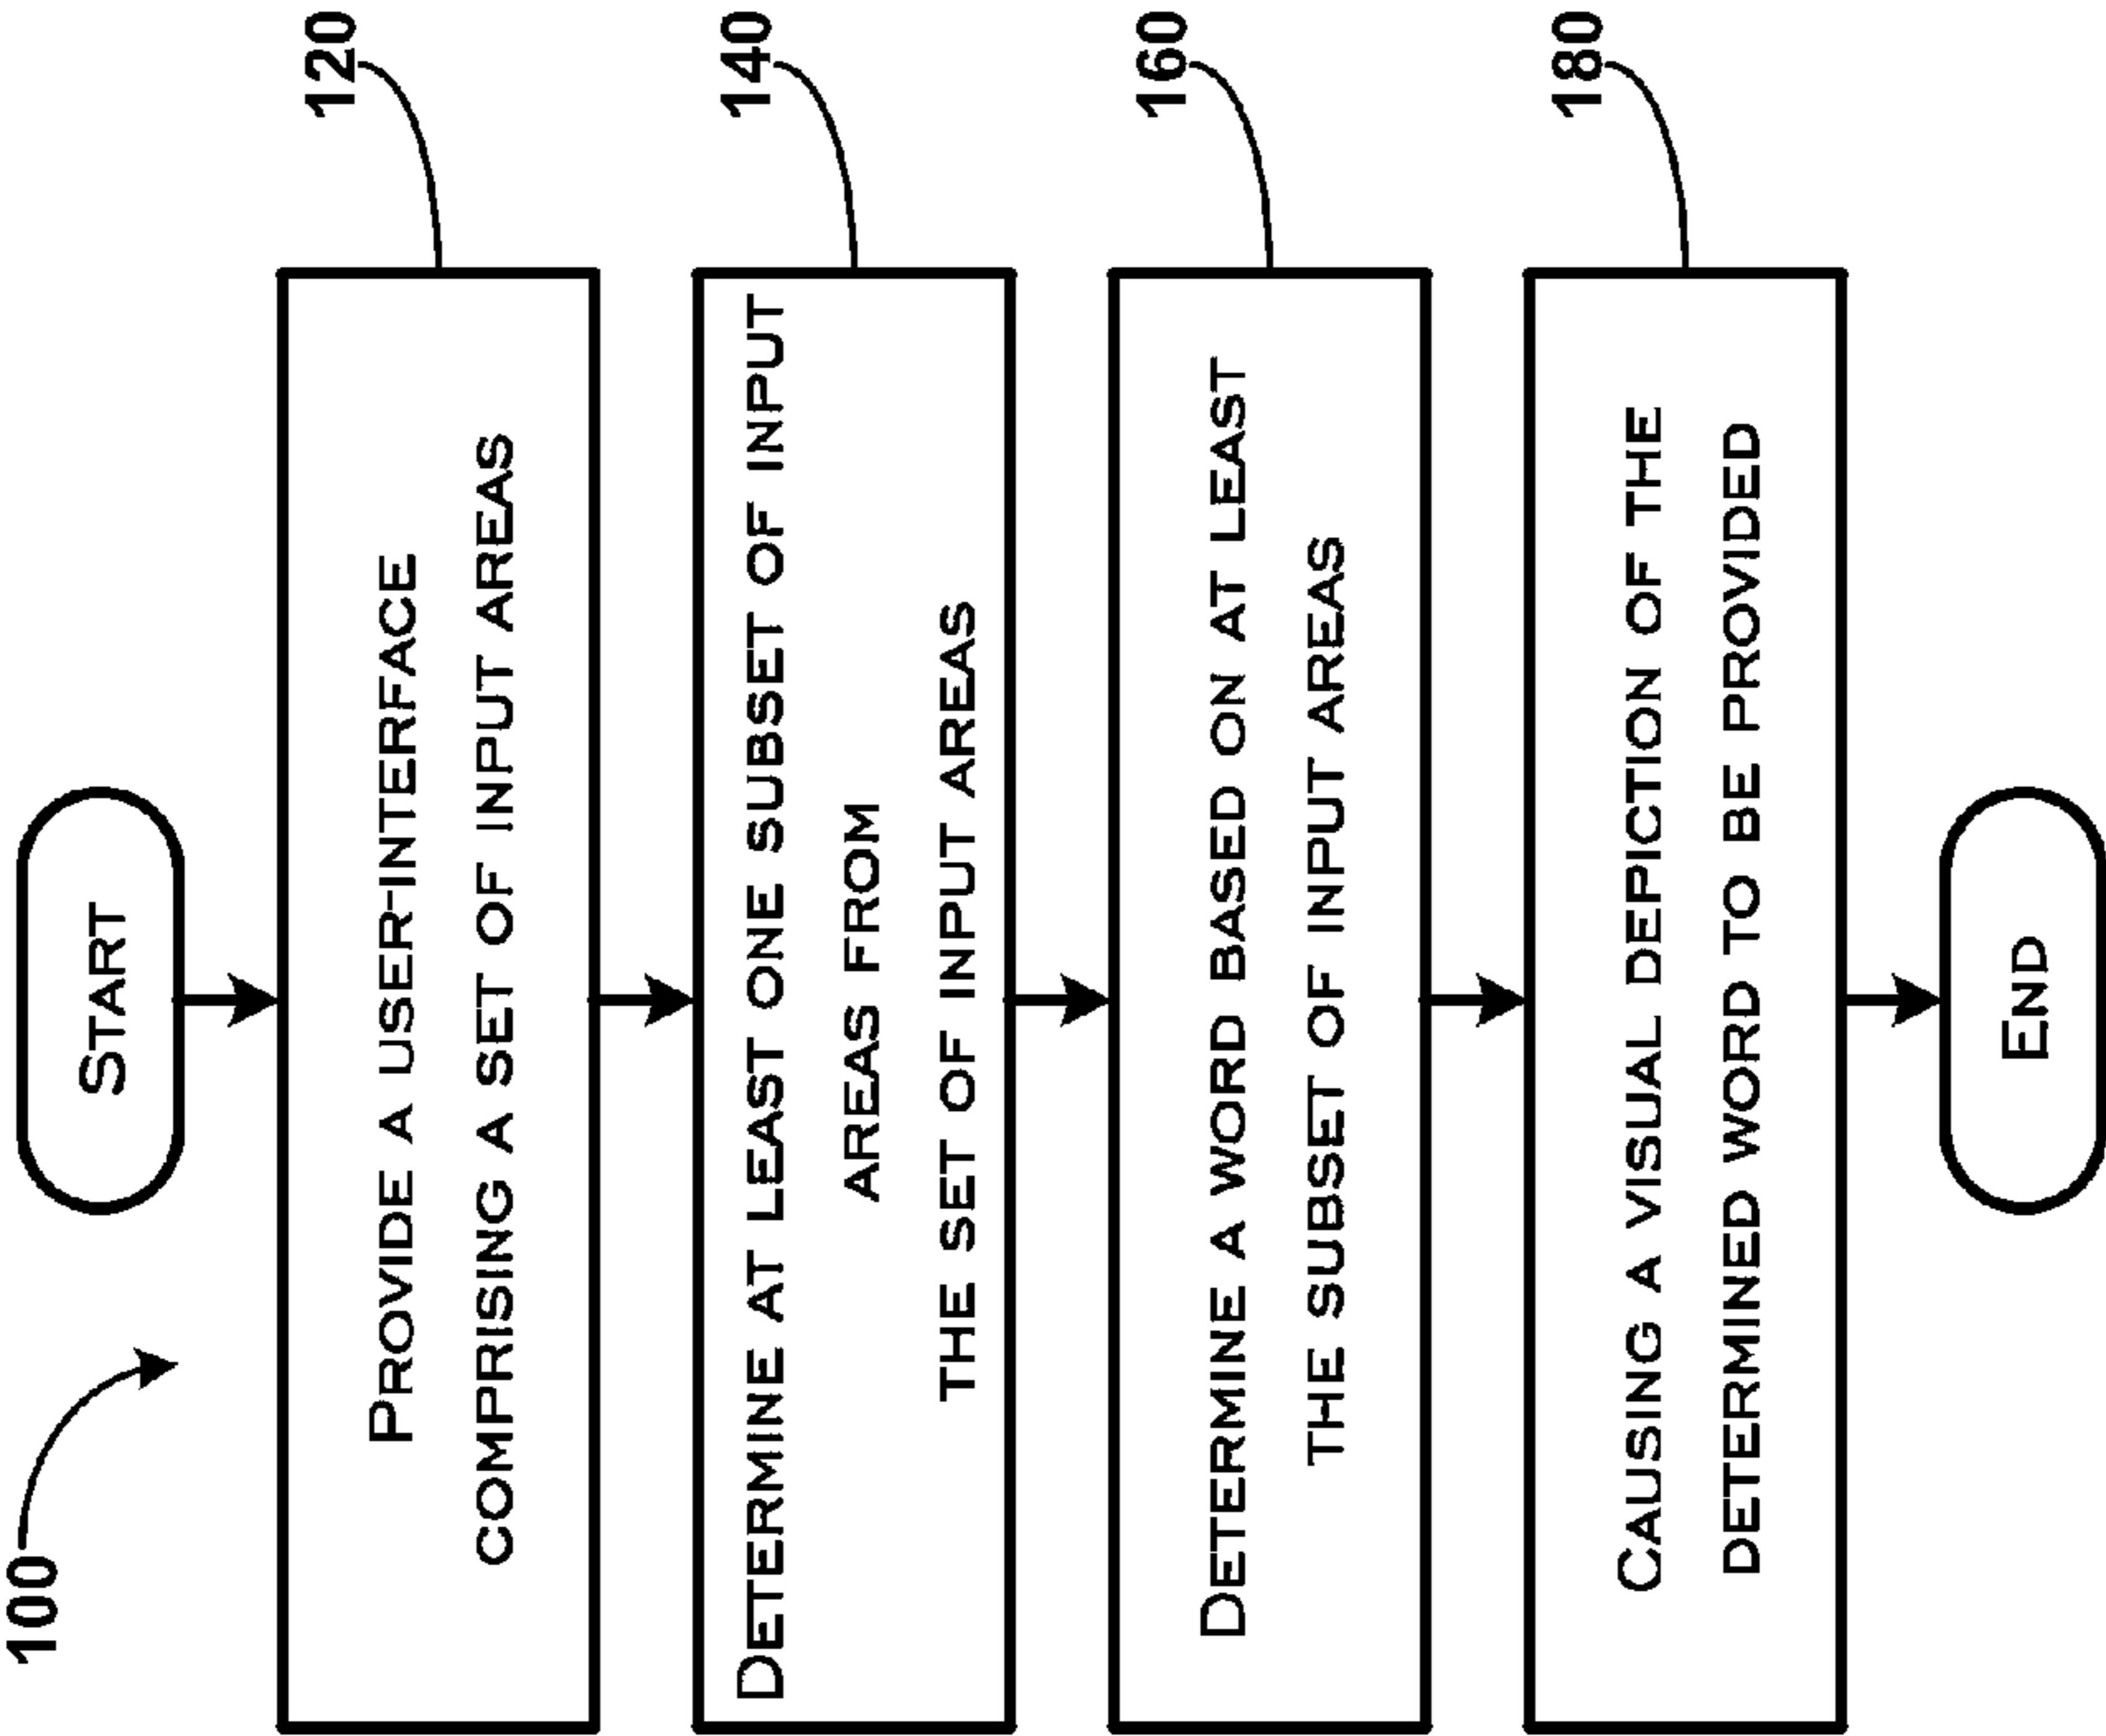 100
START
120
PROVIDE A USER-INTERFACE
COMPRISING A SET OF INPUT AREAS
140
DETERMINE AT LEAST ONE SUBSET OF INPUT
AREAS FROM
THE SET OF INPUT AREAS
160
DETERMINE A WORD BASED ON AT LEAST
THE SUBSET OF INPUT AREAS
180
CAUSING A VISUAL DEPICTION OF THE
DETERMINED WORD TO BE PROVIDED
END